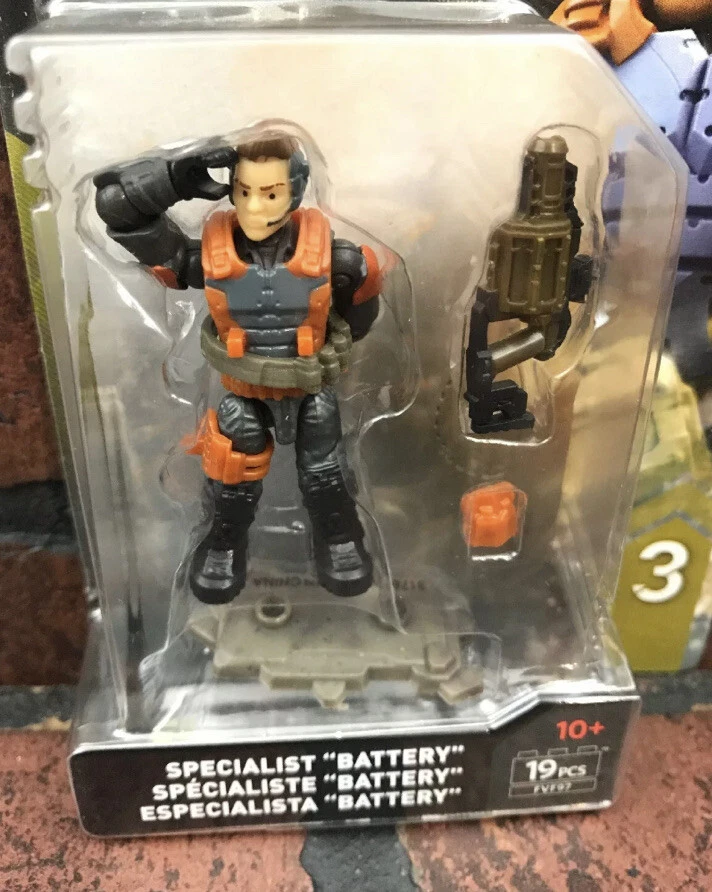 3
SPECIALIST "BATTERY"
SPÉCIALISTE "BATTERY"
ESPECIALISTA "BATTERY"
10+
19 PCS
FVF97